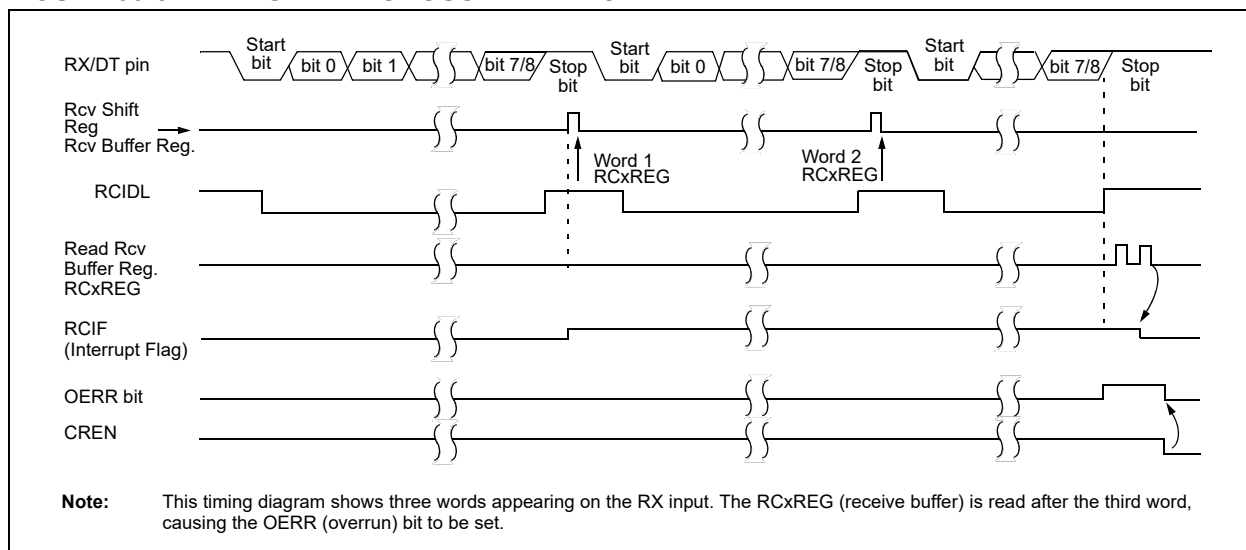 Start bit bit 0 bit 1 bit 7/8 Stop bit Start bit bit 0 bit 7/8 Stop bit Start bit bit 7/8 Stop bit
RX/DT pin
Rcv Shift
Reg
Rcv Buffer Reg.
Word 1
RCxREG
Word 2
RCxREG
RCIDL
Read Rcv
Buffer Reg.
RCxREG
RCIF
(Interrupt Flag)
OERR bit
CREN
Note: This timing diagram shows three words appearing on the RX input. The RCxREG (receive buffer) is read after the third word,
causing the OERR (overrun) bit to be set.